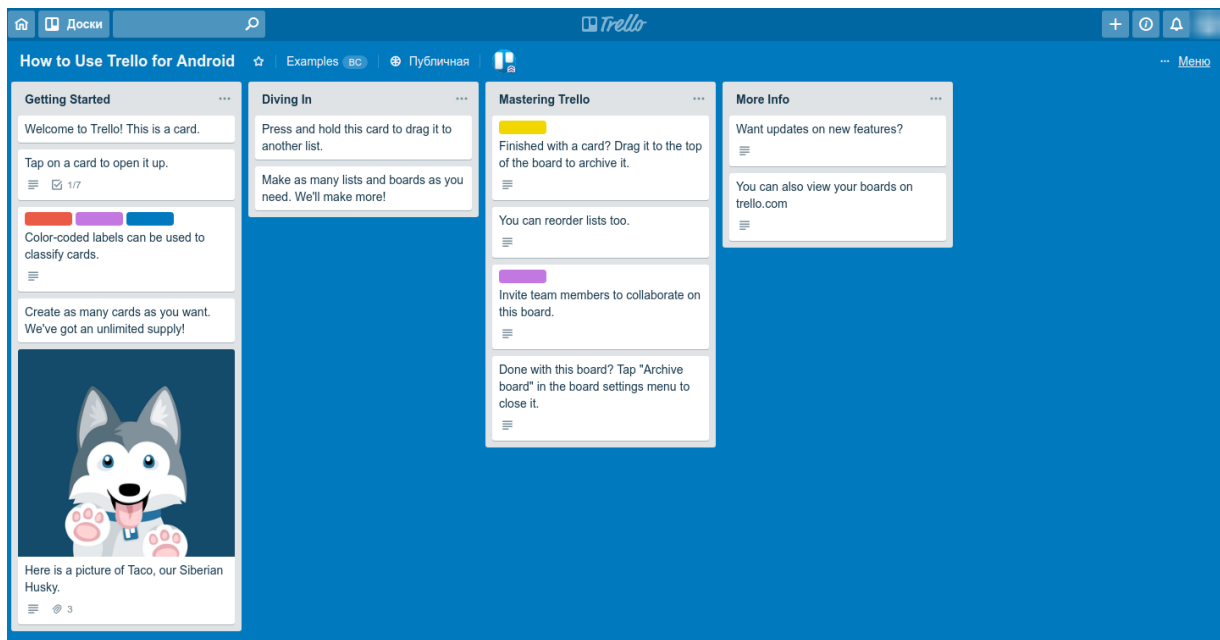 Доски
Trello
How to Use Trello for Android
Examples BC
Публичная
··· Меню
Getting Started
Welcome to Trello! This is a card.
Tap on a card to open it up.
1/7
Color-coded labels can be used to
classify cards.
Create as many cards as you want.
We've got an unlimited supply!
Here is a picture of Taco, our Siberian
Husky.
3
Diving In
Press and hold this card to drag it to
another list.
Make as many lists and boards as you
need. We'll make more!
Mastering Trello
Finished with a card? Drag it to the top
of the board to archive it.
You can reorder lists too.
Invite team members to collaborate on
this board.
Done with this board? Tap "Archive
board" in the board settings menu to
close it.
More Info
Want updates on new features?
You can also view your boards on
trello.com